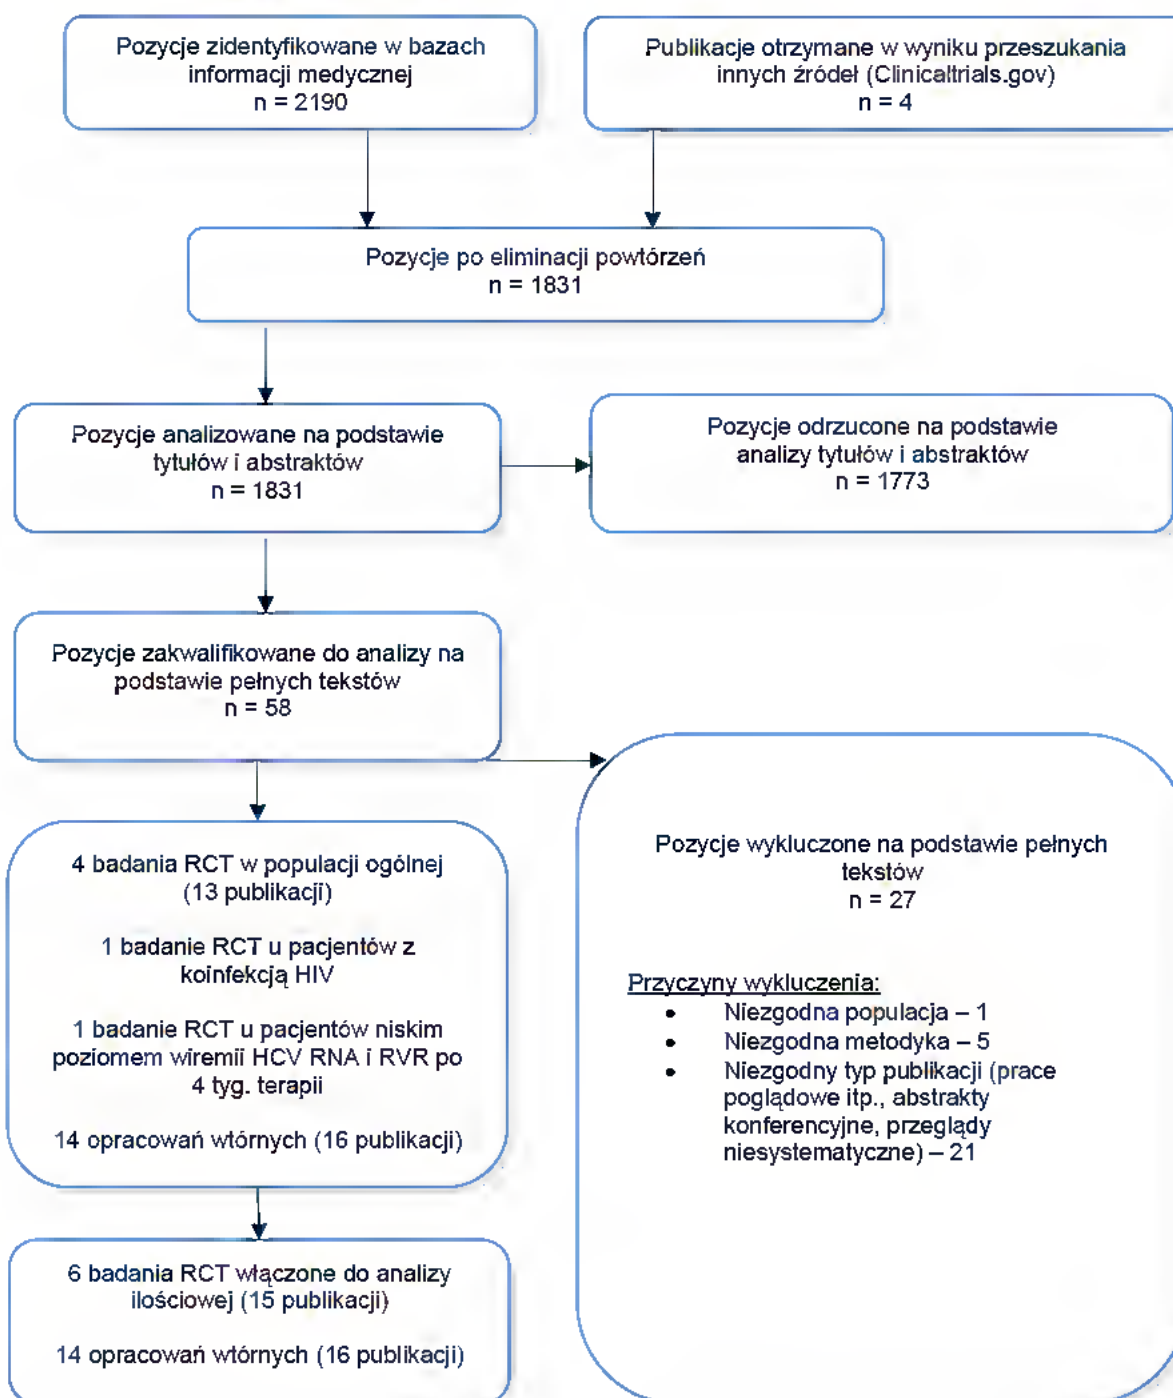 Pozycje zidentyfikowane w bazach
informacji medycznej
n = 2190
Publikacje otrzymane w wyniku przeszukania
innych źródeł (Clinicaltrials.gov)
n = 4
Pozycje po eliminacji powtórzeń
n = 1831
Pozycje analizowane na podstawie
tytułów i abstraktów
n = 1831
Pozycje odrzucone na podstawie
analizy tytułów i abstraktów
n = 1773
Pozycje zakwalifikowane do analizy na
podstawie pełnych tekstów
n = 58
4 badania RCT w populacji ogólnej
(13 publikacji)
1 badanie RCT u pacjentów z
koinfekcją HIV
1 badanie RCT u pacjentów niskim
poziomem wiremii HCV RNA i RVR po
4 tyg. terapii
14 opracowań wtórnych (16 publikacji)
Pozycje wykluczone na podstawie pełnych
tekstów
n = 27
Przyczyny wykluczenia:
• Niezgodna populacja – 1
• Niezgodna metodyka – 5
• Niezgodny typ publikacji (prace
poglądowe itp., abstrakty
konferencyjne, przeglądy
niesystematyczne) – 21
6 badania RCT włączone do analizy
ilościowej (15 publikacji)
14 opracowań wtórnych (16 publikacji)